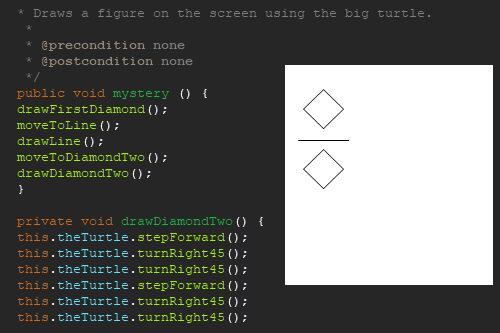 * Draws a figure on the screen using the big turtle.
*
* @precondition none
* @postcondition none
*/
public void mystery () {
drawFirstDiamond();
moveToLine();
drawLine();
moveToDiamondTwo();
drawDiamondTwo();
}
private void drawDiamondTwo() {
this.theTurtle.stepForward();
this.theTurtle.turnRight45();
this.theTurtle.turnRight45();
this.theTurtle.stepForward();
this.theTurtle.turnRight45();
this.theTurtle.turnRight45();